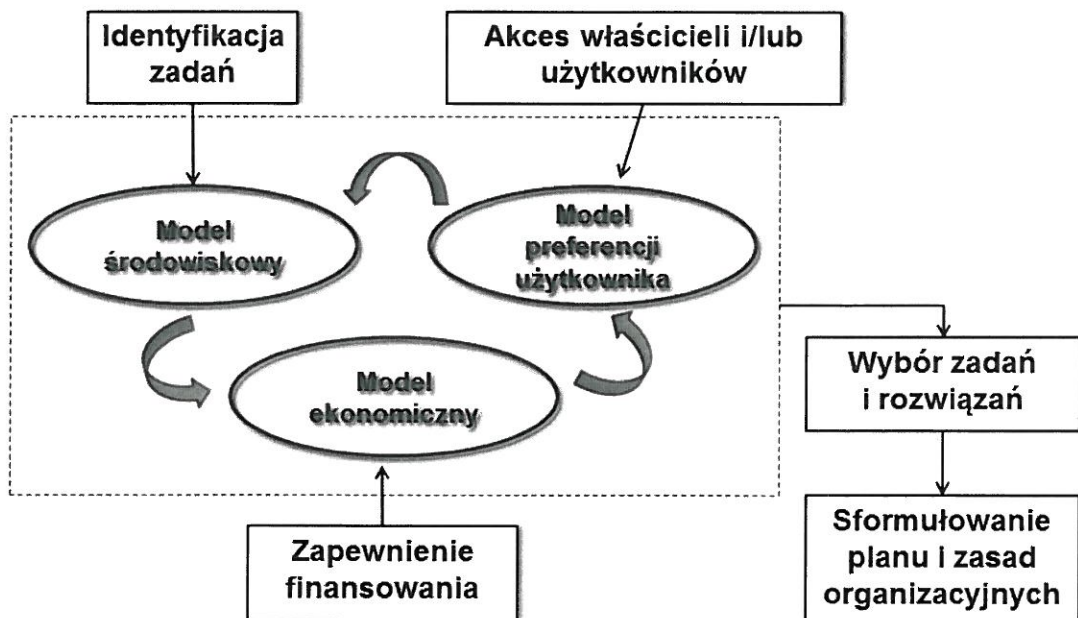 Identyfikacja
zadań
Akces właścicieli i/lub
użytkowników
Model
środowiskowy
Model
preferencji
użytkownika
Model
ekonomiczny
Wybór zadań
i rozwiązań
Zapewnienie
finansowania
Sformułowanie
planu i zasad
organizacyjnych